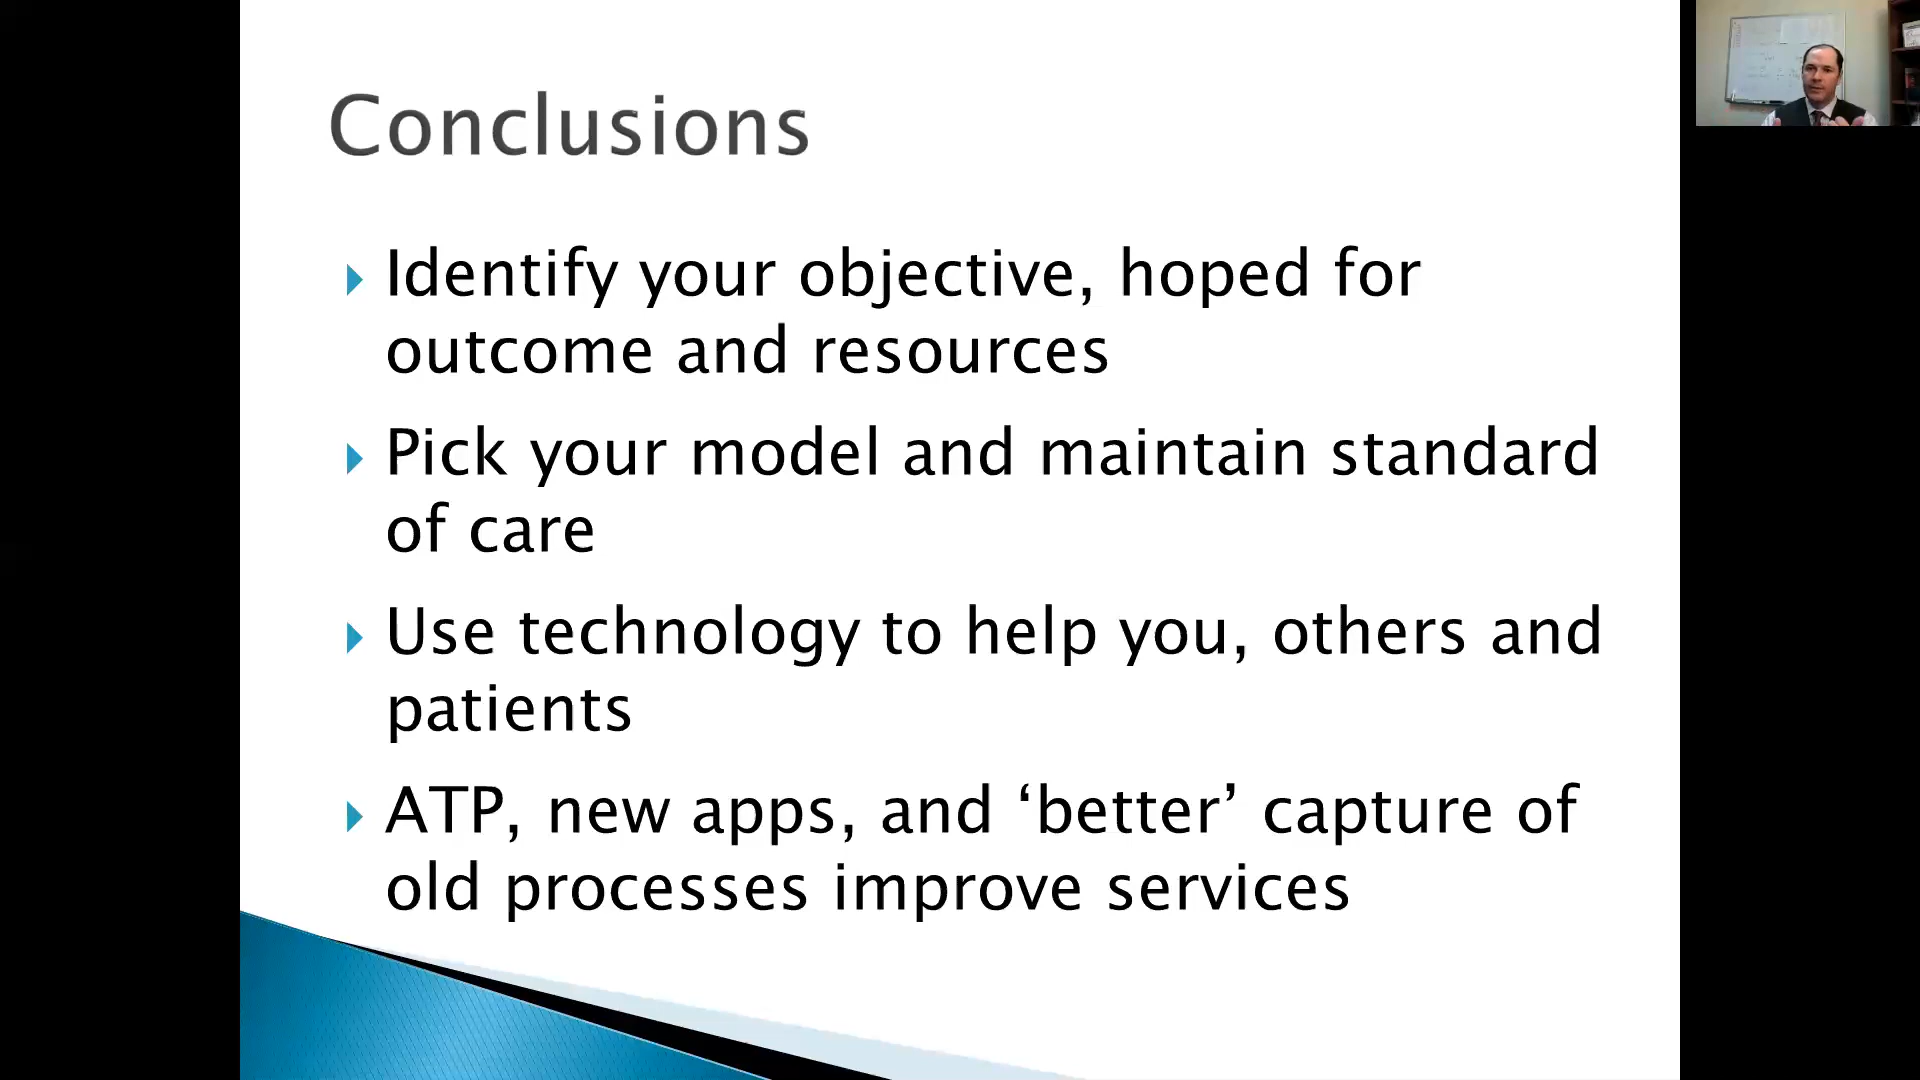 Conclusions
Identify your objective, hoped for
outcome and resources
Pick your model and maintain standard
of care
Use technology to help you, others and
patients
ATP, new apps, and ‘better’ capture of
old processes improve services